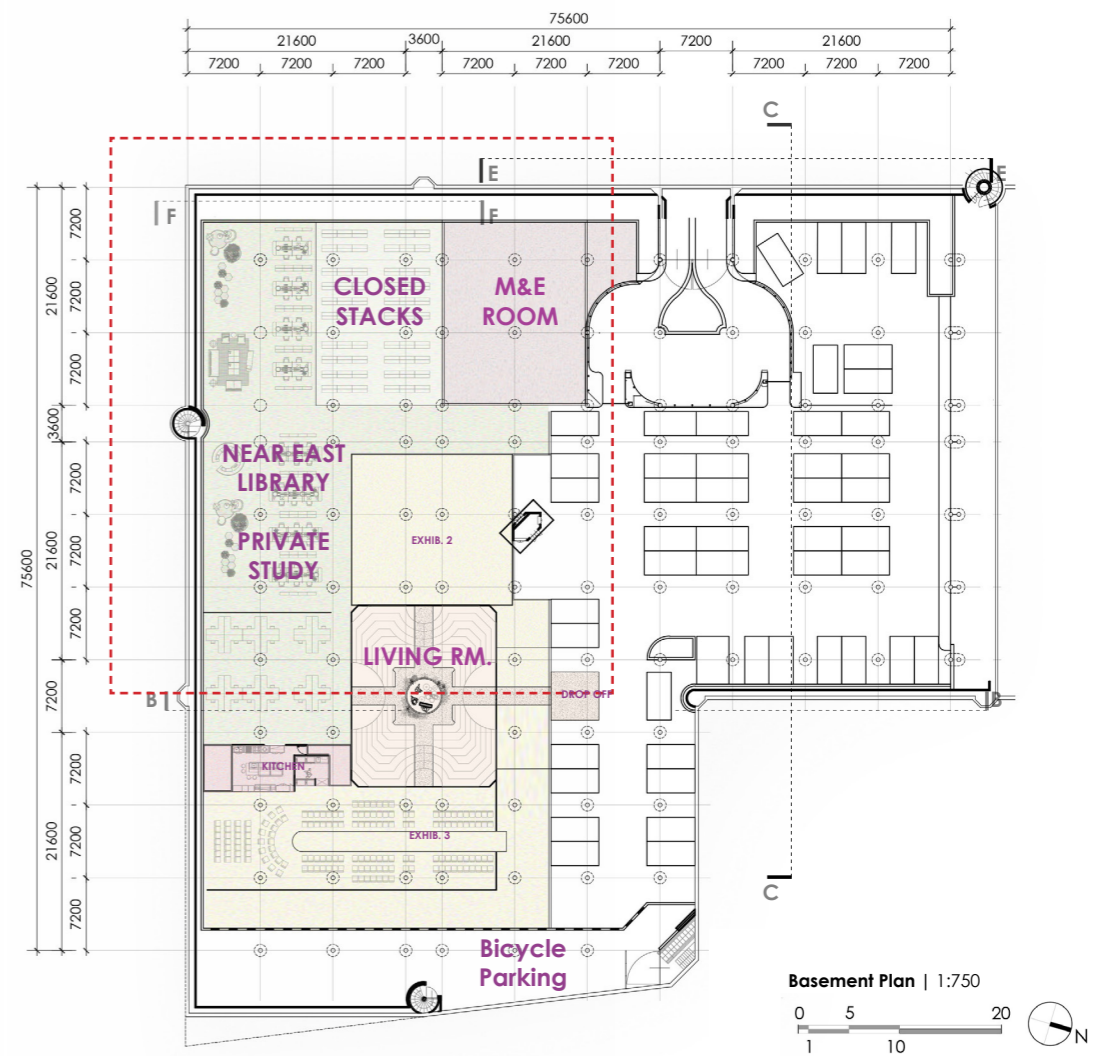 75600
21600 3600 21600 7200 21600
7200 7200 7200 7200 7200 7200 7200 7200 7200
C
E E
F F
CLOSED
STACKS
M&E
ROOM
NEAR EAST
LIBRARY
PRIVATE
STUDY
EXHIB. 2
LIVING RM.
DROP OFF
B B
KITCHEN
EXHIB. 3
C
Bicycle
Parking
75600
21600
3600
21600
7200
21600
7200
7200
7200
7200
7200
7200
7200
7200
7200
Basement Plan | 1:750
0 5 20
1 10
N